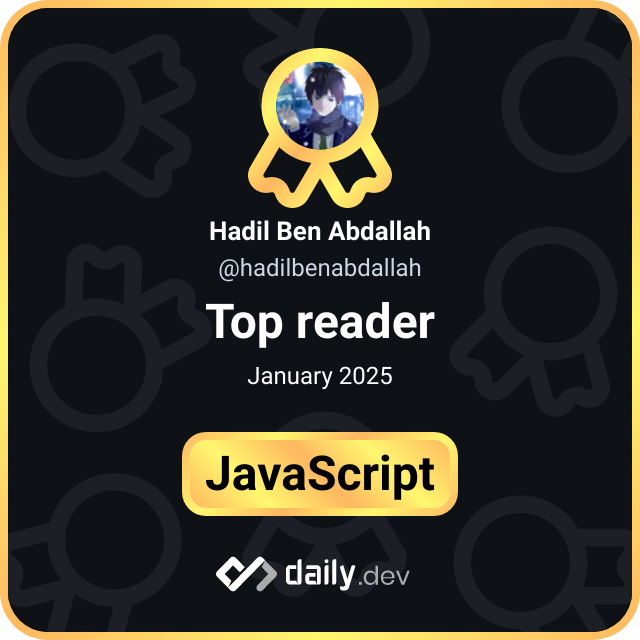 Hadil Ben Abdallah
@hadilbenabdallah
Top reader
January 2025
JavaScript
daily.dev